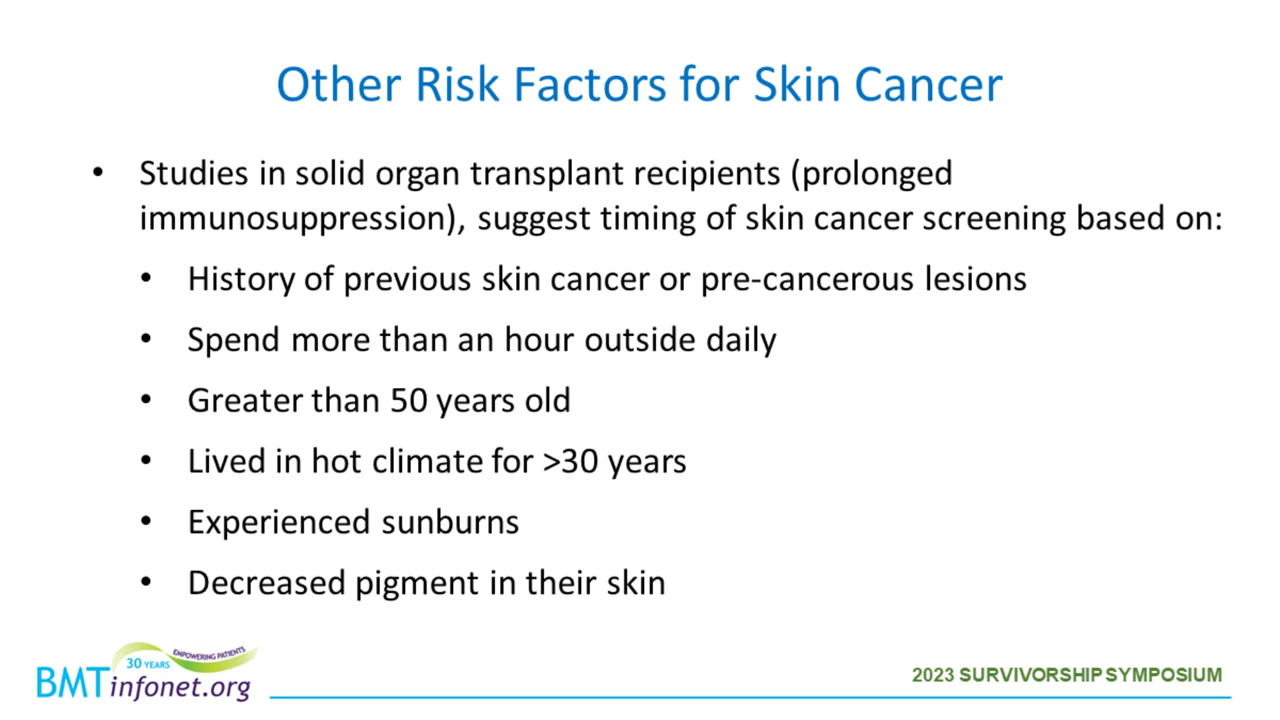 Other Risk Factors for Skin Cancer
• Studies in solid organ transplant recipients (prolonged
immunosuppression), suggest timing of skin cancer screening based on:
• History of previous skin cancer or pre-cancerous lesions
• Spend more than an hour outside daily
• Greater than 50 years old
• Lived in hot climate for >30 years
• Experienced sunburns
• Decreased pigment in their skin
30 YEARS EMPOWERING PATIENTS
BMTinfonet.org
2023 SURVIVORSHIP SYMPOSIUM